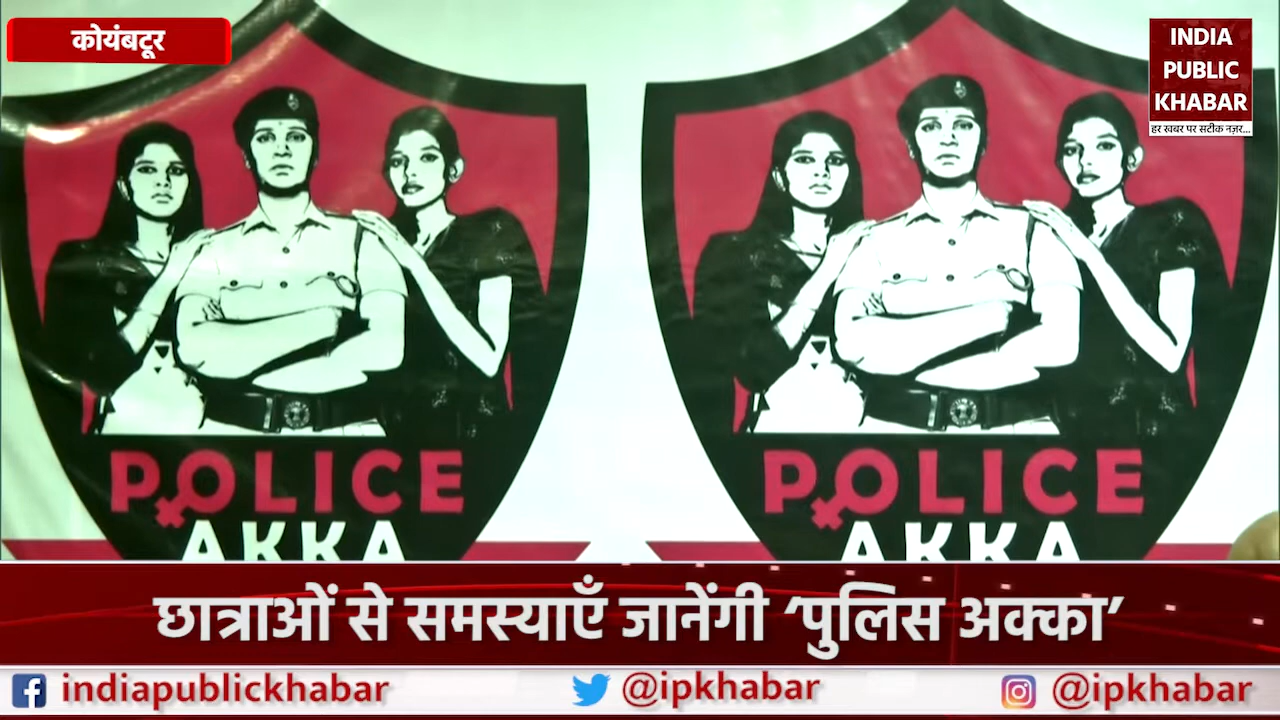 कोयंबटूर
INDIA
PUBLIC
KHABAR
हर खबर पर सटीक नज़र...
POLICE
AKKA
POLICE
AKKA
छात्राओं से समस्याएँ जानेंगी ‘पुलिस अक्का’
indiapublickhabar
@ipkhabar
@ipkhabar